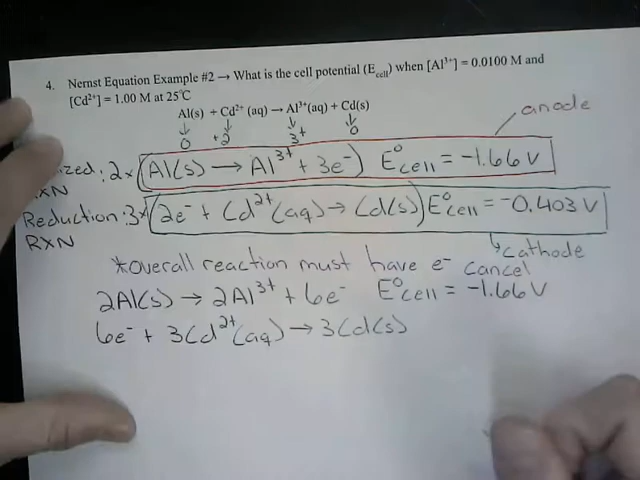 4. Nernst Equation Example #2 → What is the cell potential (Ecell) when [Al³⁺] = 0.0100 M and
[Cd²⁺] = 1.00 M at 25°C
Al(s) + Cd²⁺ (aq) → Al³⁺(aq) + Cd(s)
0 +2 3+ 0
anode
ized: 2× (Al(s) → Al³⁺ + 3e⁻) E°cell = -1.66 V
RXN
Reduction: 3× (2e⁻ + Cd²⁺(aq) → Cd(s)) E°cell = -0.403 V
RXN
cathode
*overall reaction must have e⁻ cancel
2Al(s) → 2Al³⁺ + 6e⁻ E°cell = -1.66 V
6e⁻ + 3Cd²⁺(aq) → 3Cd(s)